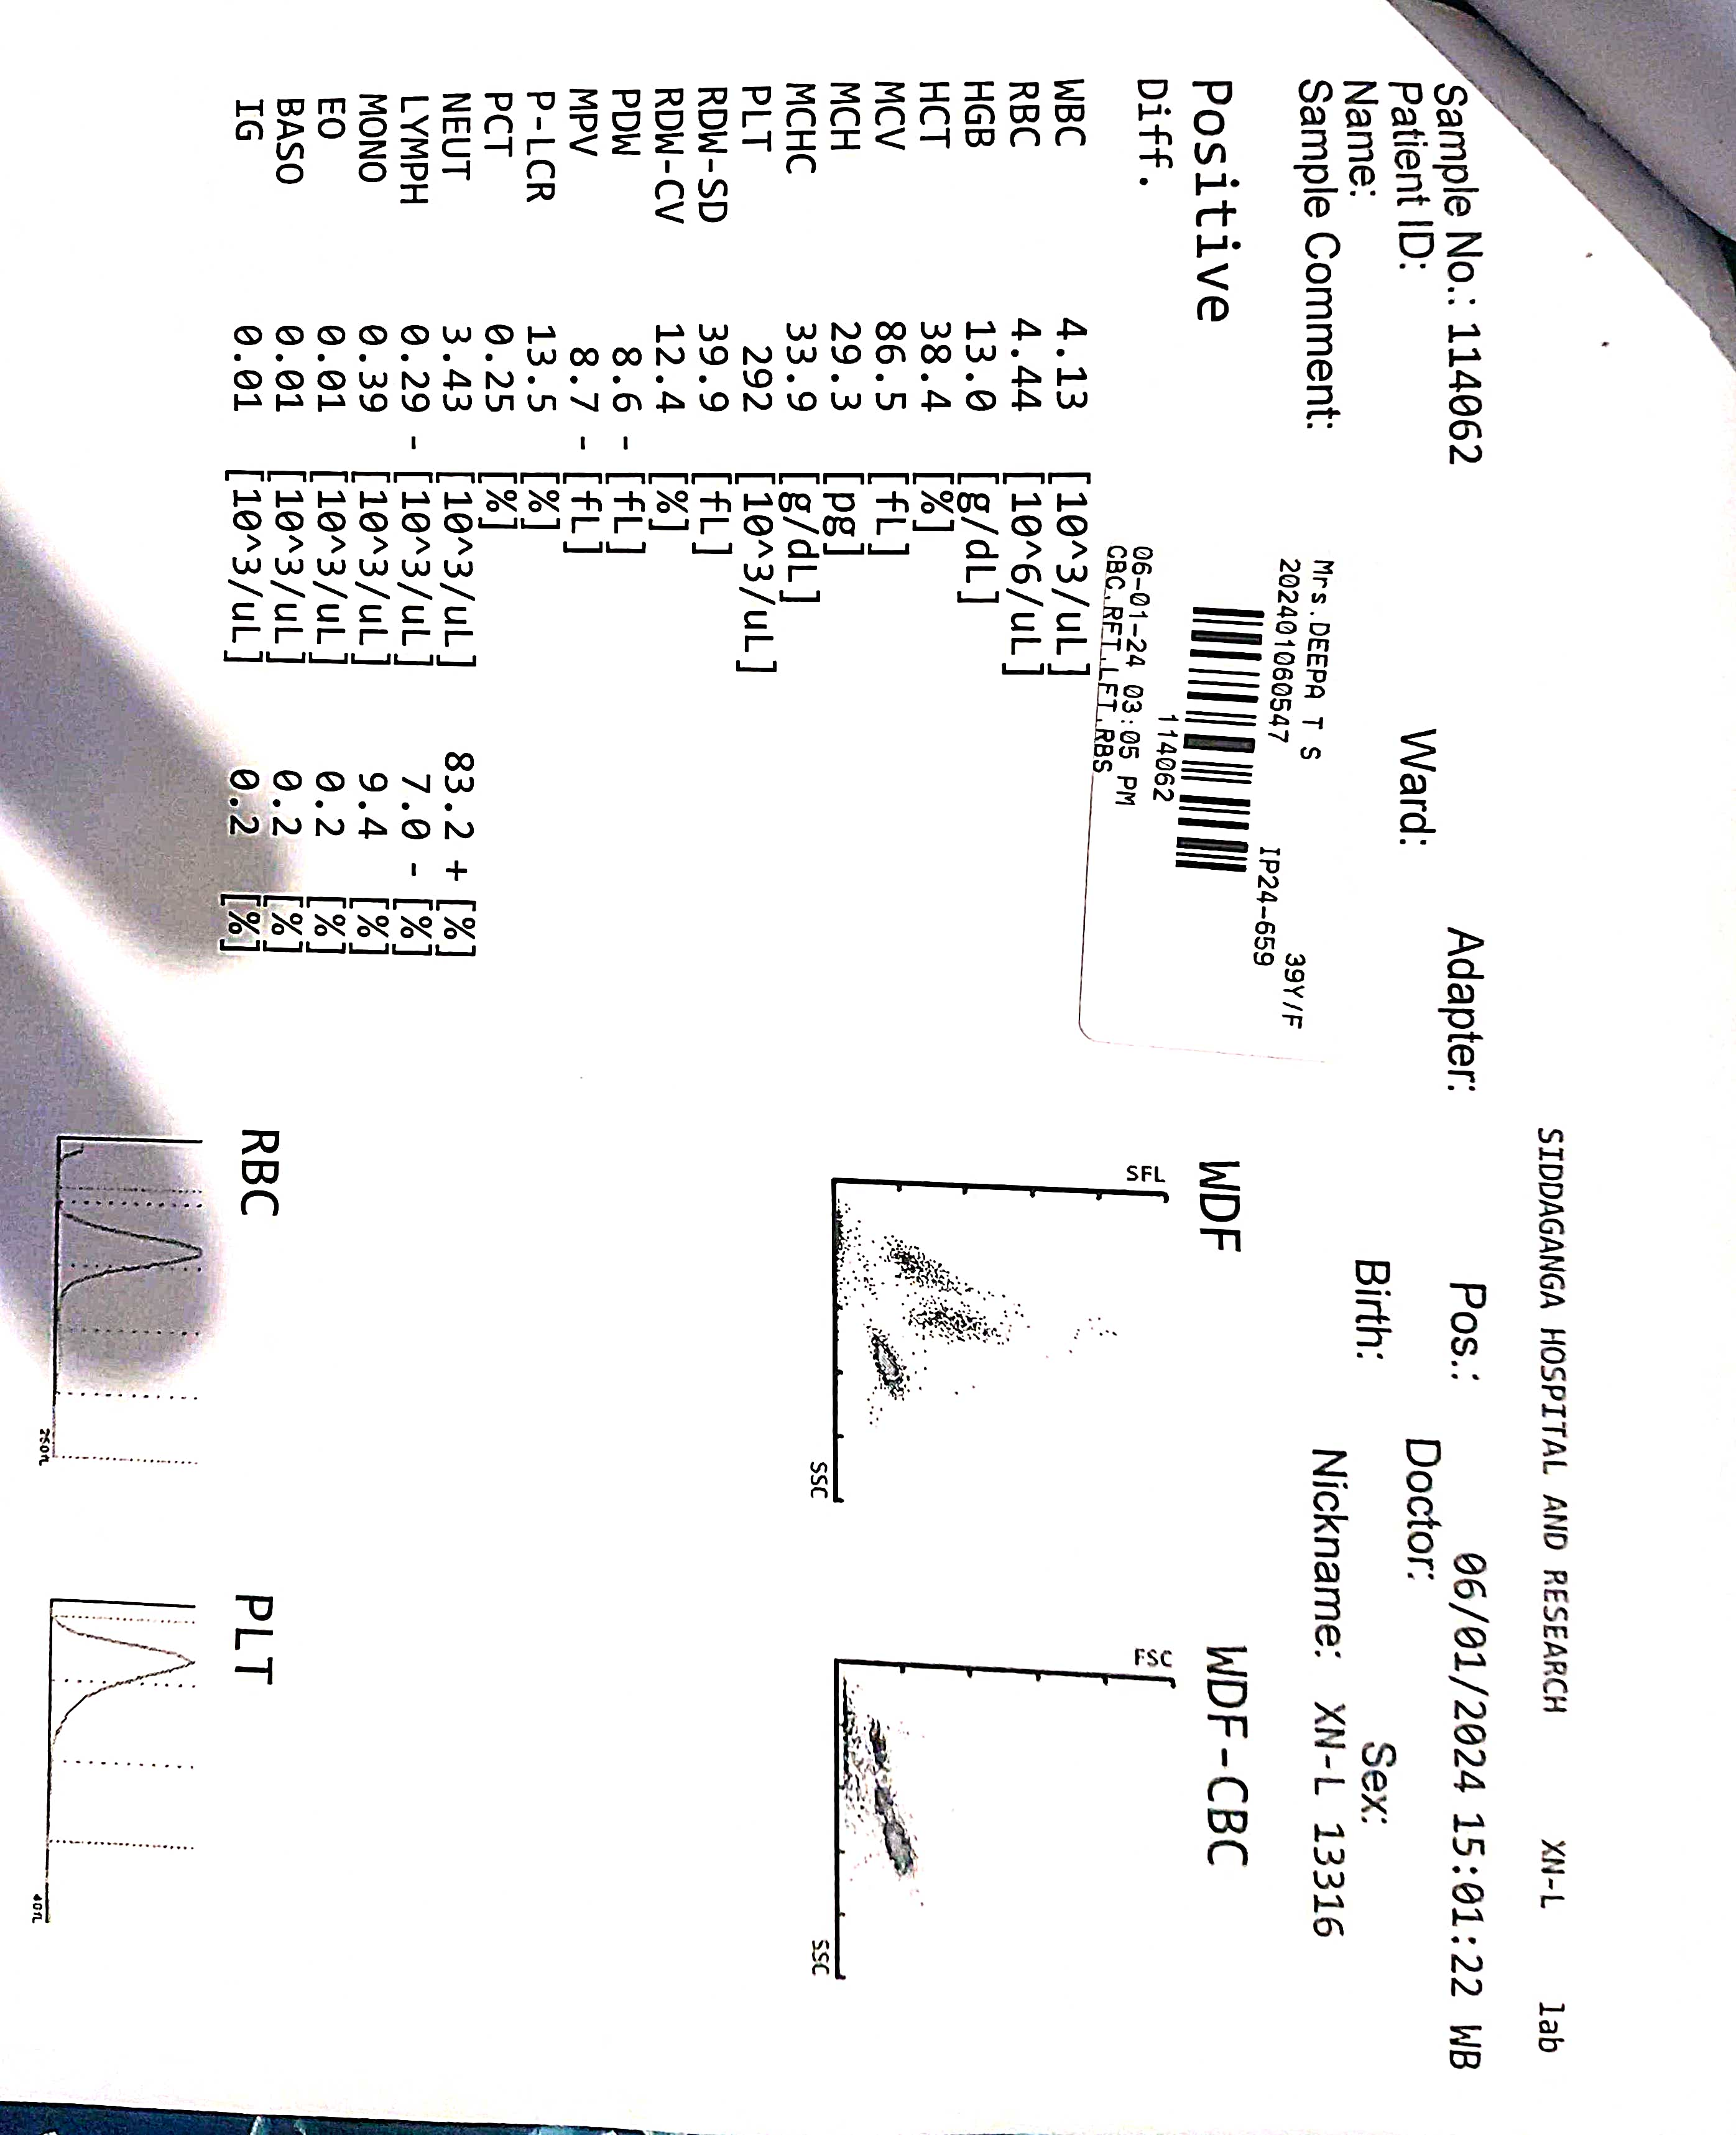 SIDDAGANGA HOSPITAL AND RESEARCH XN-L lab
Sample No.: 114062 Adapter: Pos.: 06/01/2024 15:01:22 WB
Patient ID: Ward: Doctor:
Name: Birth: Sex:
Sample Comment: Nickname: XN-L 13316
Mrs.DEEPA T S 39Y/F
202401060547 IP24-659
114062
06-01-24 03:05 PM
CBC,RFT,LFT,RBS
Positive
Diff.
WBC 4.13 [10^3/uL]
RBC 4.44 [10^6/uL]
HGB 13.0 [g/dL]
HCT 38.4 [%]
MCV 86.5 [fL]
MCH 29.3 [pg]
MCHC 33.9 [g/dL]
PLT 292 [10^3/uL]
RDW-SD 39.9 [fL]
RDW-CV 12.4 [%]
PDW 8.6 - [fL]
MPV 8.7 - [fL]
P-LCR 13.5 [%]
PCT 0.25 [%]
NEUT 3.43 [10^3/uL] 83.2 + [%]
LYMPH 0.29 - [10^3/uL] 7.0 - [%]
MONO 0.39 [10^3/uL] 9.4 [%]
EO 0.01 [10^3/uL] 0.2 [%]
BASO 0.01 [10^3/uL] 0.2 [%]
IG 0.01 [10^3/uL] 0.2 [%]
WDF
SFL
SSC
WDF-CBC
FSC
SSC
RBC
250fL
PLT
40fL